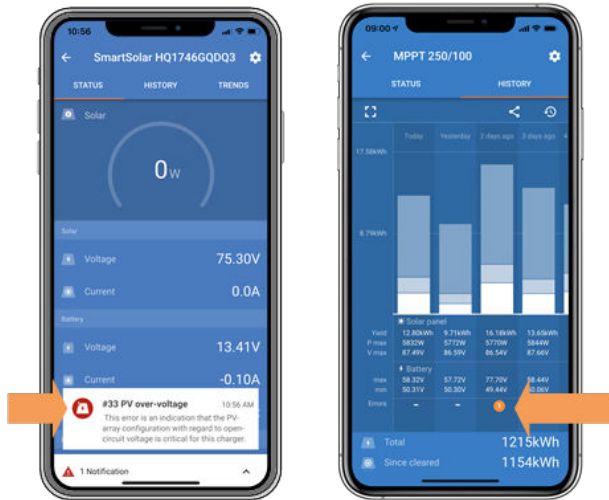 10:56
SmartSolar HQ1746GQDQ3
STATUS HISTORY TRENDS
Solar
0W
Solar
Voltage 75.30V
Current 0.0A
Battery
Voltage 13.41V
Current -0.10A
#33 PV over-voltage 10:56 AM
This error is an indication that the PV-
array configuration with regard to open-
circuit voltage is critical for this charger.
1 Notification
09:00
MPPT 250/100
STATUS HISTORY
Today Yesterday 2 days ago 3 days ago 4
17.58kWh
8.79kWh
Solar panel
Yield 12.80kWh 9.71kWh 16.18kWh 13.65kWh
P max 5832W 5772W 5770W 5844W
V max 87.49V 86.59V 86.54V 87.66V
Battery
max 58.32V 57.72V 77.70V 58.44V
min 50.31V 50.30V 49.44V 50.06V
Errors – –
Total 1215kWh
Since cleared 1154kWh